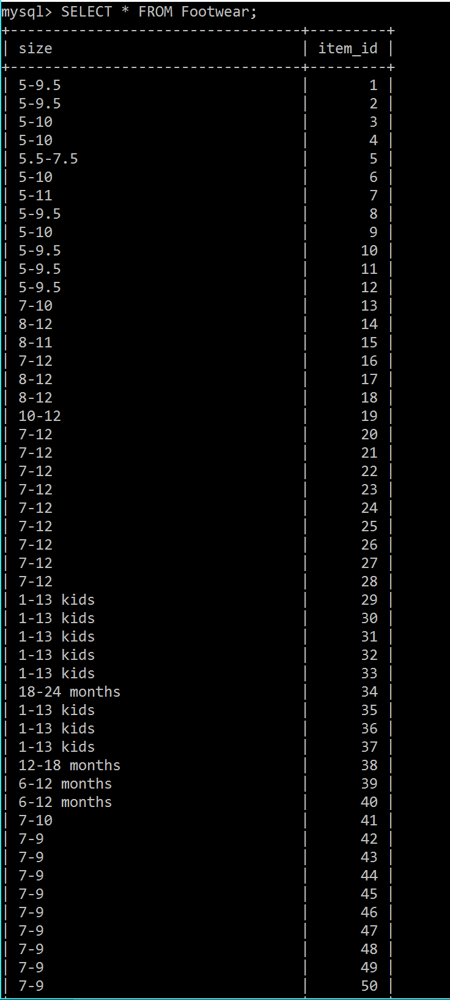 mysql> SELECT * FROM Footwear;
+----------------------------------+---------+
| size                             | item_id |
+----------------------------------+---------+
| 5-9.5                            |       1 |
| 5-9.5                            |       2 |
| 5-10                             |       3 |
| 5-10                             |       4 |
| 5.5-7.5                          |       5 |
| 5-10                             |       6 |
| 5-11                             |       7 |
| 5-9.5                            |       8 |
| 5-10                             |       9 |
| 5-9.5                            |      10 |
| 5-9.5                            |      11 |
| 5-9.5                            |      12 |
| 7-10                             |      13 |
| 8-12                             |      14 |
| 8-11                             |      15 |
| 7-12                             |      16 |
| 8-12                             |      17 |
| 8-12                             |      18 |
| 10-12                            |      19 |
| 7-12                             |      20 |
| 7-12                             |      21 |
| 7-12                             |      22 |
| 7-12                             |      23 |
| 7-12                             |      24 |
| 7-12                             |      25 |
| 7-12                             |      26 |
| 7-12                             |      27 |
| 7-12                             |      28 |
| 1-13 kids                        |      29 |
| 1-13 kids                        |      30 |
| 1-13 kids                        |      31 |
| 1-13 kids                        |      32 |
| 1-13 kids                        |      33 |
| 18-24 months                     |      34 |
| 1-13 kids                        |      35 |
| 1-13 kids                        |      36 |
| 1-13 kids                        |      37 |
| 12-18 months                     |      38 |
| 6-12 months                      |      39 |
| 6-12 months                      |      40 |
| 7-10                             |      41 |
| 7-9                              |      42 |
| 7-9                              |      43 |
| 7-9                              |      44 |
| 7-9                              |      45 |
| 7-9                              |      46 |
| 7-9                              |      47 |
| 7-9                              |      48 |
| 7-9                              |      49 |
| 7-9                              |      50 |